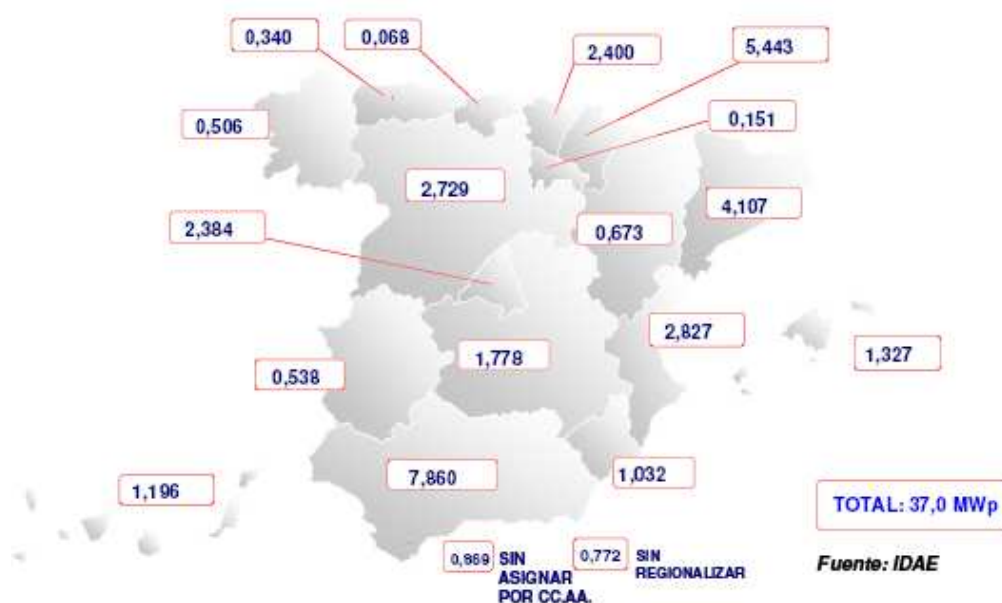 0,340
0,068
2,400
5,443
0,506
0,151
2,729
4,107
2,384
0,673
2,827
1,327
1,778
0,538
7,860
1,032
1,196
TOTAL: 37,0 MWp
0,869 SIN
ASIGNAR
POR CC.AA.
0,772 SIN
REGIONALIZAR
Fuente: IDAE